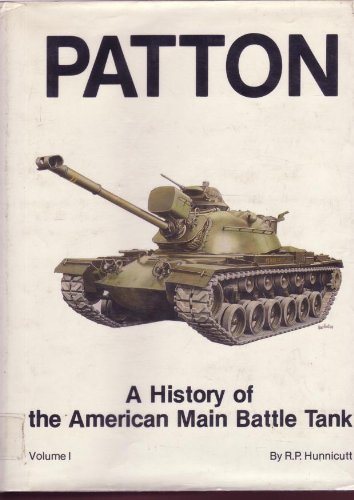 PATTON
A History of
the American Main Battle Tank
Volume I
By R.P. Hunnicutt